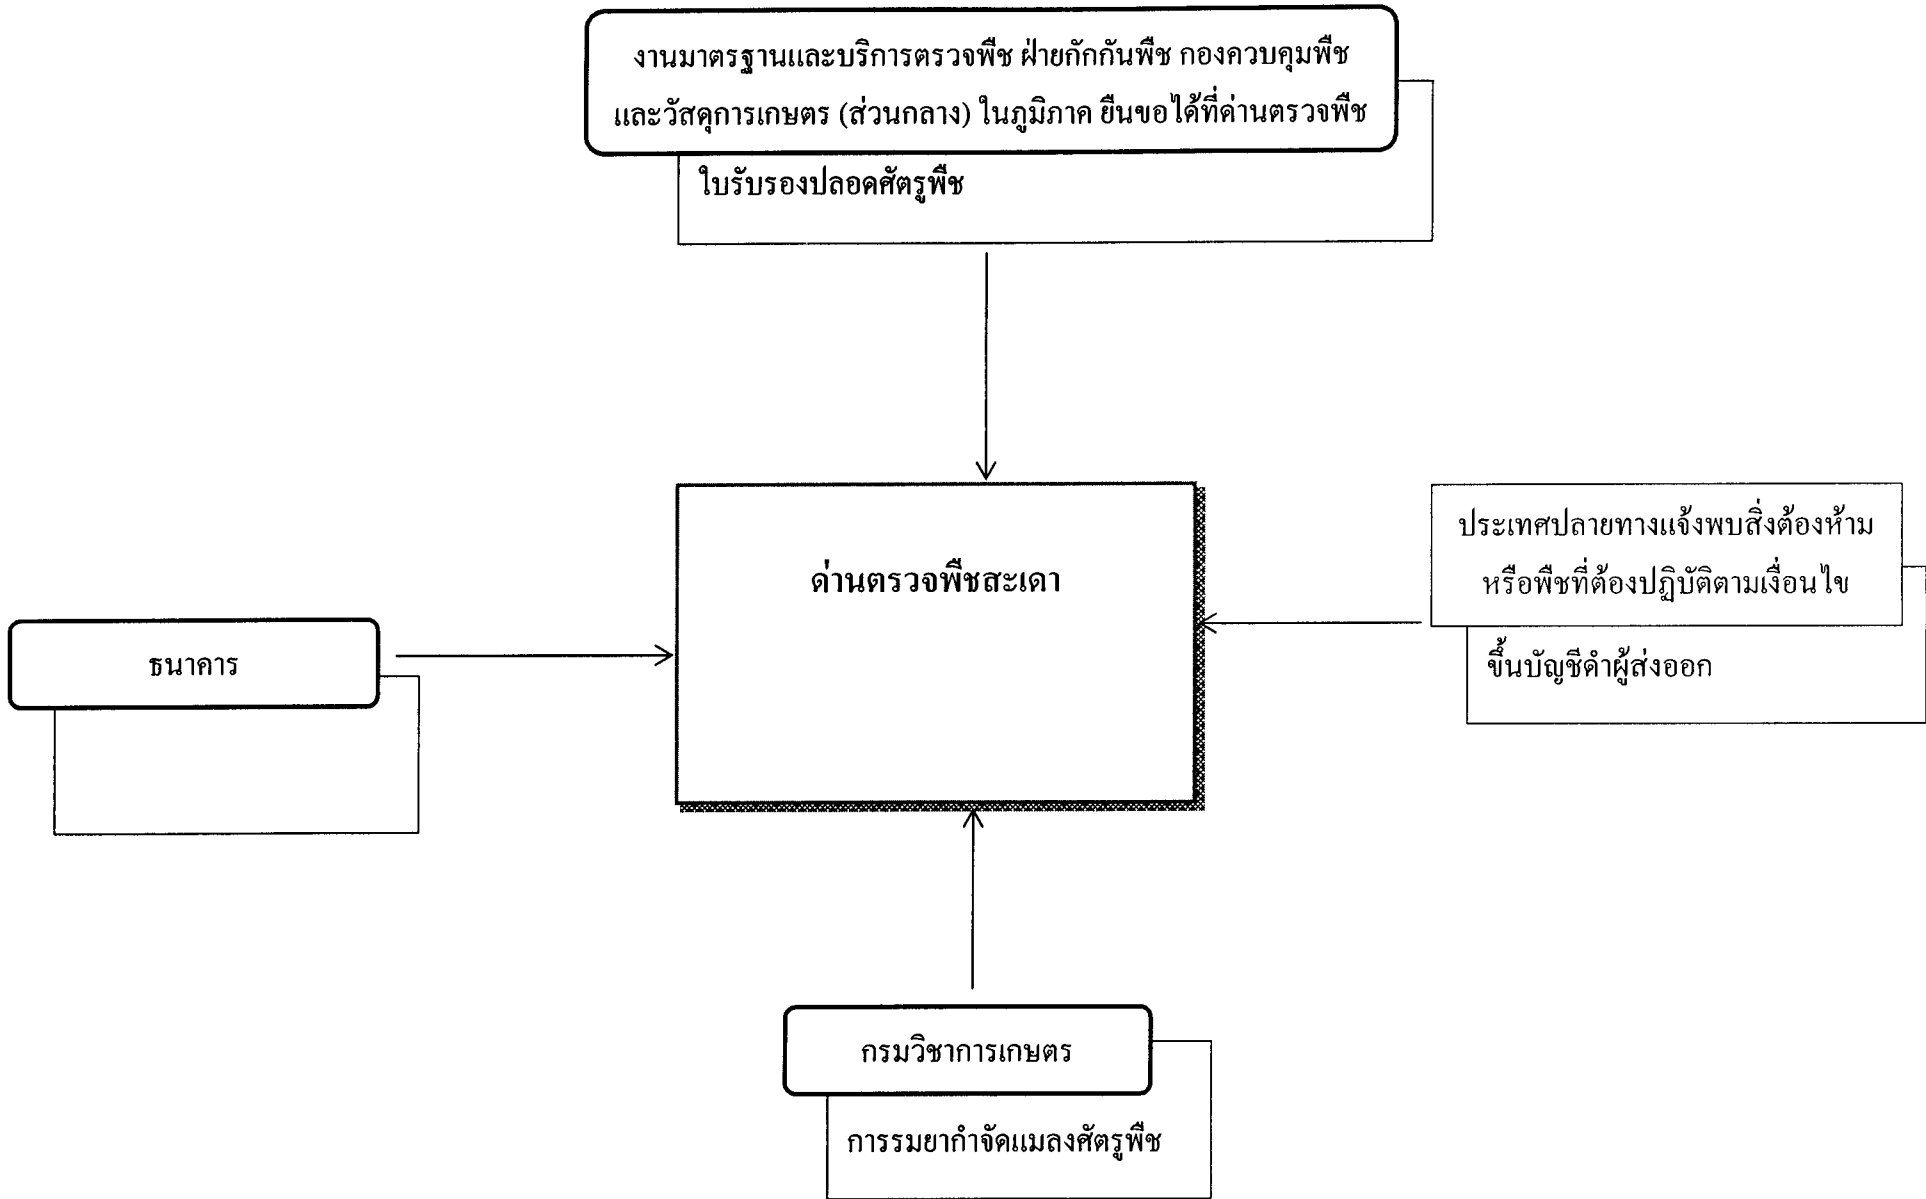 งานมาตรฐานและบริการตรวจพืช ฝ่ายกักกันพืช กองควบคุมพืช
และวัสดุการเกษตร (ส่วนกลาง) ในภูมิภาค ยืนขอได้ที่ด่านตรวจพืช
ใบรับรองปลอดศัตรูพืช
ด่านตรวจพืชสะเดา
ประเทศปลายทางแจ้งพบสิ่งต้องห้าม
หรือพืชที่ต้องปฏิบัติตามเงื่อนไข
ขึ้นบัญชีดำผู้ส่งออก
ธนาคาร
กรมวิชาการเกษตร
การรมยากำจัดแมลงศัตรูพืช